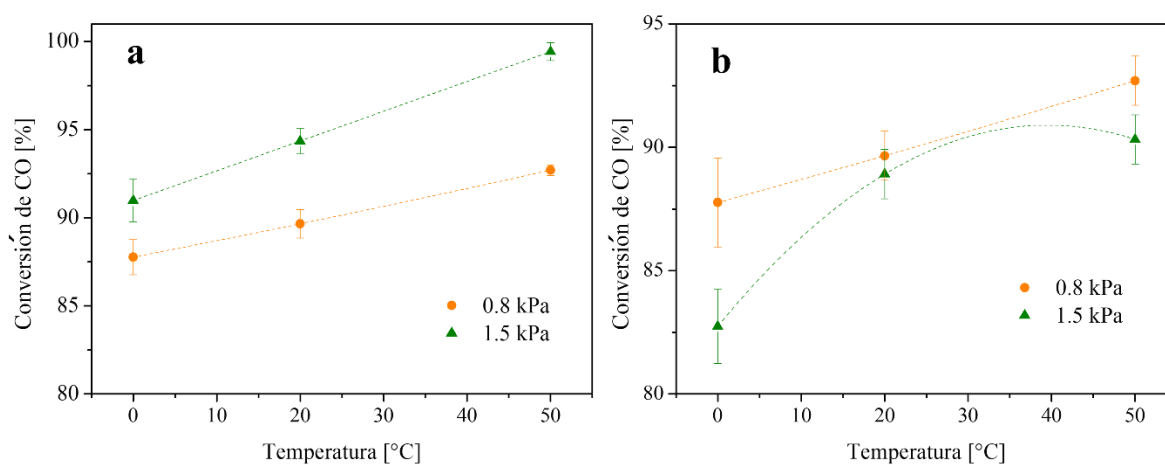 a
100
95
90
85
80
Conversión de CO [%]
0.8 kPa
1.5 kPa
0 10 20 30 40 50
Temperatura [°C]
b
95
90
85
80
Conversión de CO [%]
0.8 kPa
1.5 kPa
0 10 20 30 40 50
Temperatura [°C]